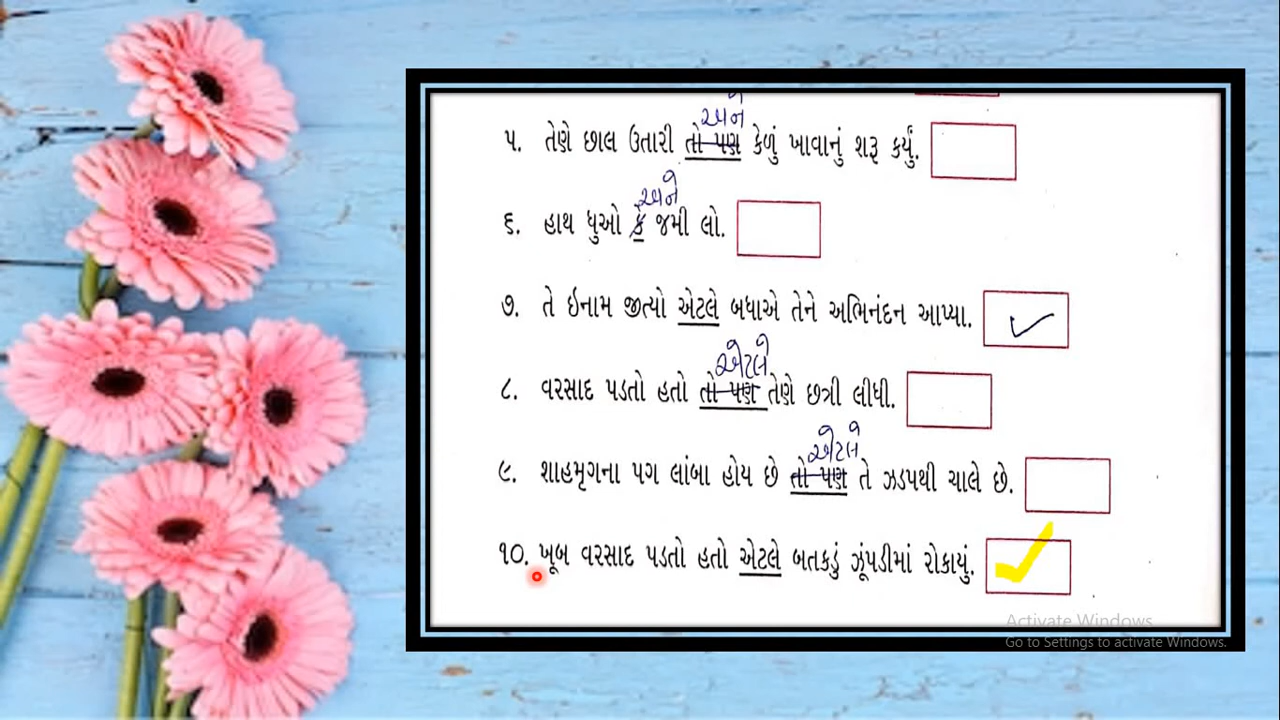 અને
૫. તેણે છાલ ઉતારી તો પણ કેળું ખાવાનું શરૂ કર્યું.
અને
૬. હાથ ધુઓ કે જમી લો.
૭. તે ઇનામ જીત્યો એટલે બધાએ તેને અભિનંદન આપ્યા.
એટલે
૮. વરસાદ પડતો હતો તો પણ તેણે છત્રી લીધી.
એટલે
૯. શાહમૃગના પગ લાંબા હોય છે તો પણ તે ઝડપથી ચાલે છે.
૧૦. ખૂબ વરસાદ પડતો હતો એટલે બતકડું ઝૂંપડીમાં રોકાયું.
Activate Windows
Go to Settings to activate Windows.